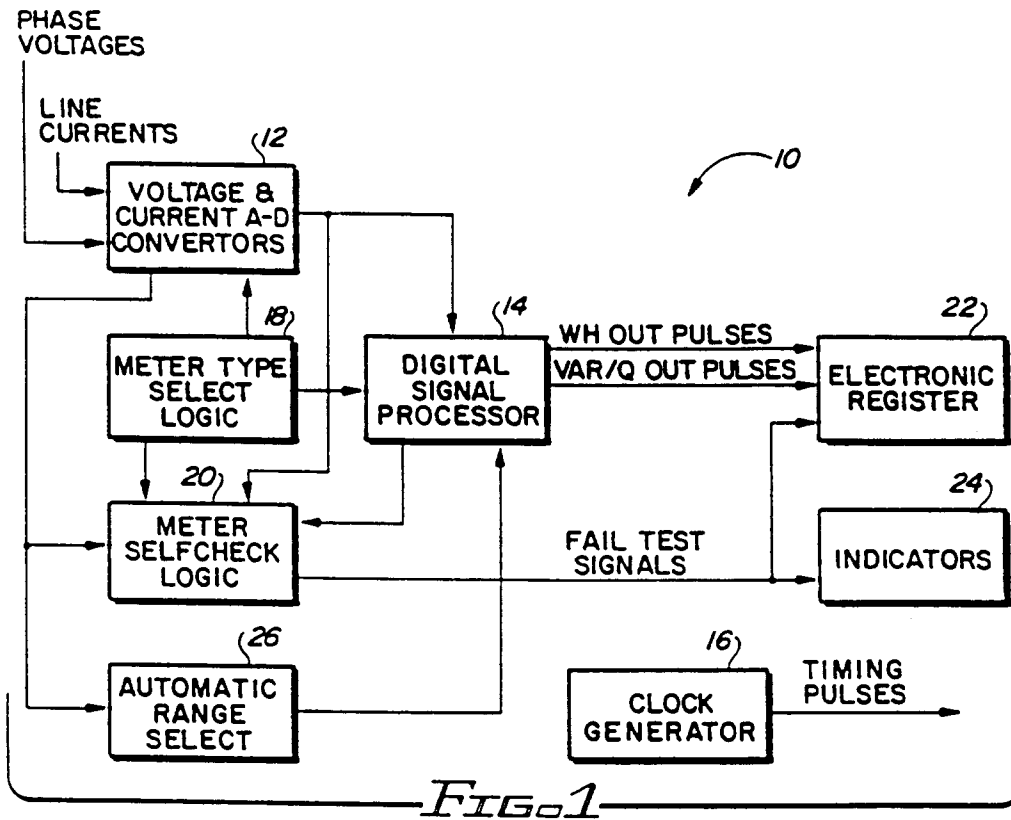 PHASE
VOLTAGES
LINE
CURRENTS
12
VOLTAGE &
CURRENT A-D
CONVERTORS
10
18
METER TYPE
SELECT
LOGIC
14
DIGITAL
SIGNAL
PROCESSOR
WH OUT PULSES
VAR/Q OUT PULSES
22
ELECTRONIC
REGISTER
20
METER
SELFCHECK
LOGIC
FAIL TEST
SIGNALS
24
INDICATORS
26
AUTOMATIC
RANGE
SELECT
16
CLOCK
GENERATOR
TIMING
PULSES
FIG. 1